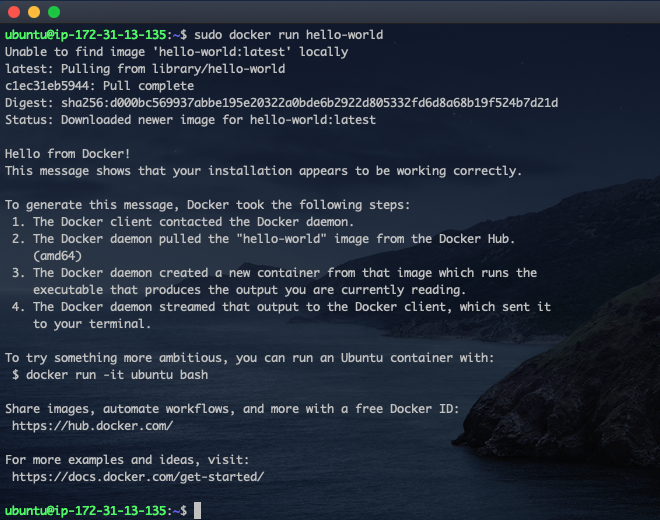 ubuntu@ip-172-31-13-135:~$ sudo docker run hello-world
Unable to find image 'hello-world:latest' locally
latest: Pulling from library/hello-world
c1ec31eb5944: Pull complete
Digest: sha256:d000bc569937abbe195e20322a0bde6b2922d805332fd6d8a68b19f524b7d21d
Status: Downloaded newer image for hello-world:latest

Hello from Docker!
This message shows that your installation appears to be working correctly.

To generate this message, Docker took the following steps:
 1. The Docker client contacted the Docker daemon.
 2. The Docker daemon pulled the "hello-world" image from the Docker Hub.
    (amd64)
 3. The Docker daemon created a new container from that image which runs the
    executable that produces the output you are currently reading.
 4. The Docker daemon streamed that output to the Docker client, which sent it
    to your terminal.

To try something more ambitious, you can run an Ubuntu container with:
 $ docker run -it ubuntu bash

Share images, automate workflows, and more with a free Docker ID:
 https://hub.docker.com/

For more examples and ideas, visit:
 https://docs.docker.com/get-started/

ubuntu@ip-172-31-13-135:~$